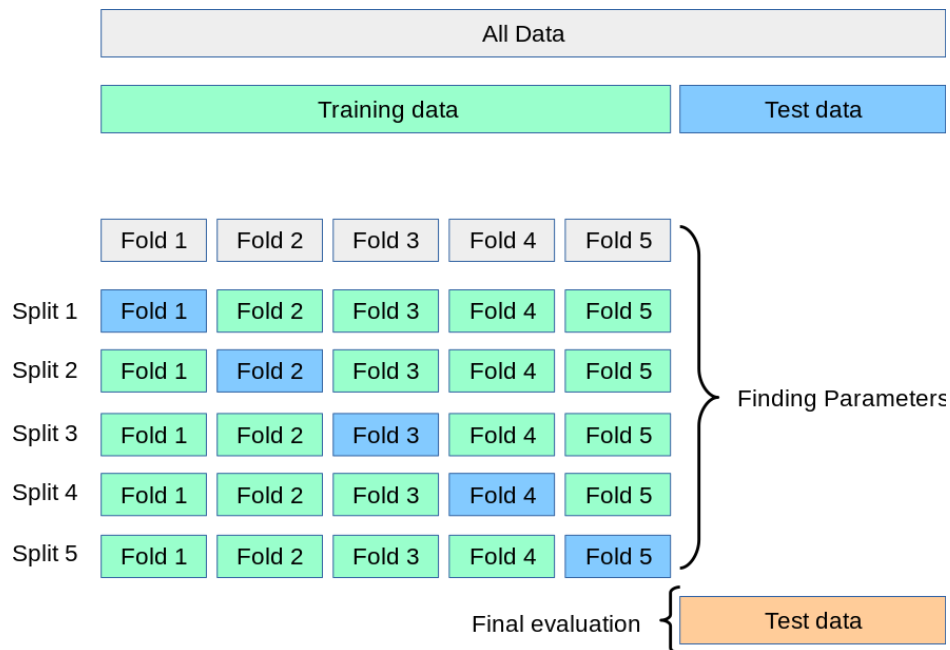 All Data
Training data Test data
Fold 1 Fold 2 Fold 3 Fold 4 Fold 5
Split 1 Fold 1 Fold 2 Fold 3 Fold 4 Fold 5
Split 2 Fold 1 Fold 2 Fold 3 Fold 4 Fold 5
Finding Parameters
Split 3 Fold 1 Fold 2 Fold 3 Fold 4 Fold 5
Split 4 Fold 1 Fold 2 Fold 3 Fold 4 Fold 5
Split 5 Fold 1 Fold 2 Fold 3 Fold 4 Fold 5
Final evaluation Test data